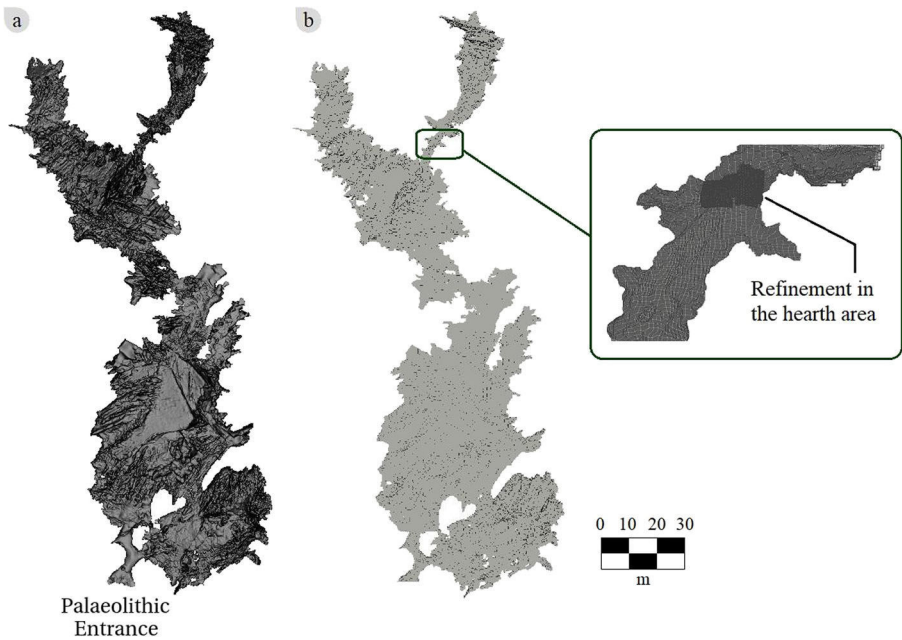 a
b
Refinement in
the hearth area
0 10 20 30
m
Palaeolithic
Entrance